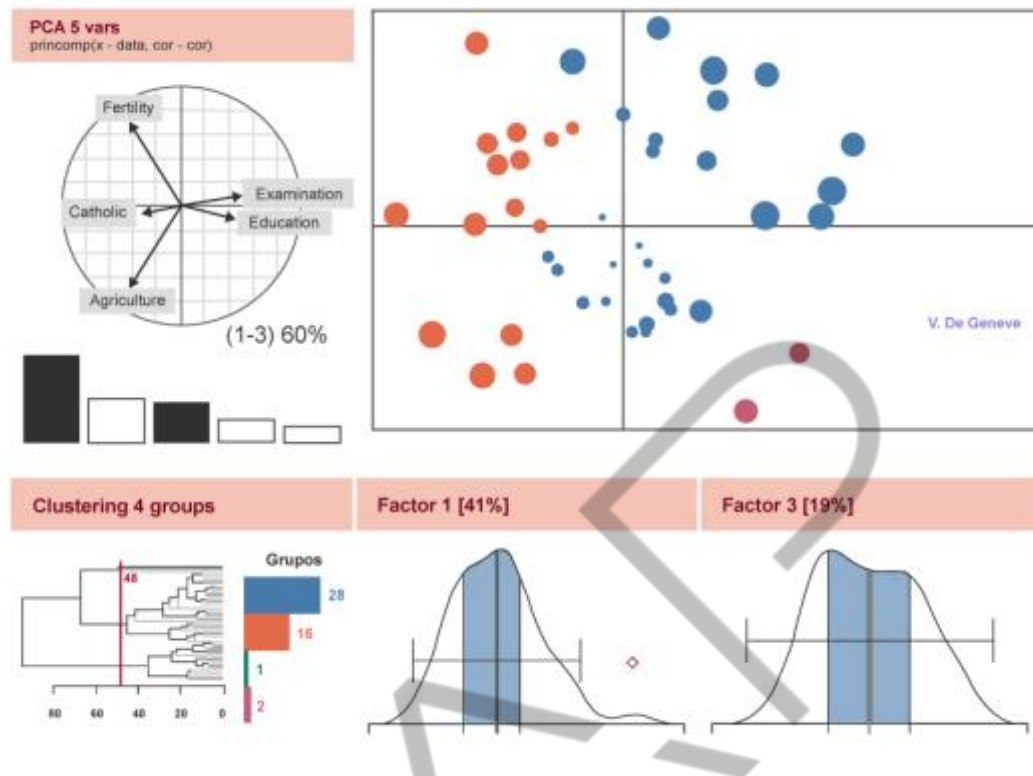 PCA 5 vars
princomp(x - data, cor - cor)
Fertility
Examination
Catholic
Education
Agriculture
(1-3) 60%
V. De Geneve
Clustering 4 groups
Factor 1 [41%]
Factor 3 [19%]
Grupos
48
28
16
1
2
80 60 40 20 0